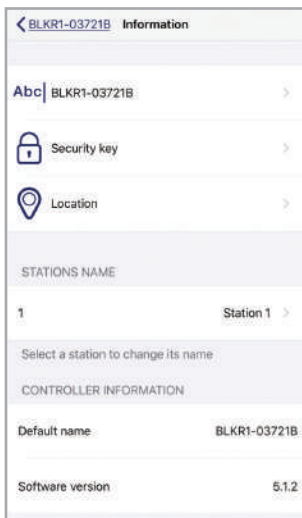 BLKR1-03721B Information
Abc BLKR1-03721B
Security key
Location
STATIONS NAME
1 Station 1
Select a station to change its name
CONTROLLER INFORMATION
Default name BLKR1-03721B
Software version 5.1.2